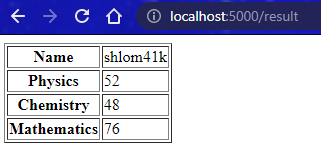 localhost:5000/result
Name shlom41k
Physics 52
Chemistry 48
Mathematics 76